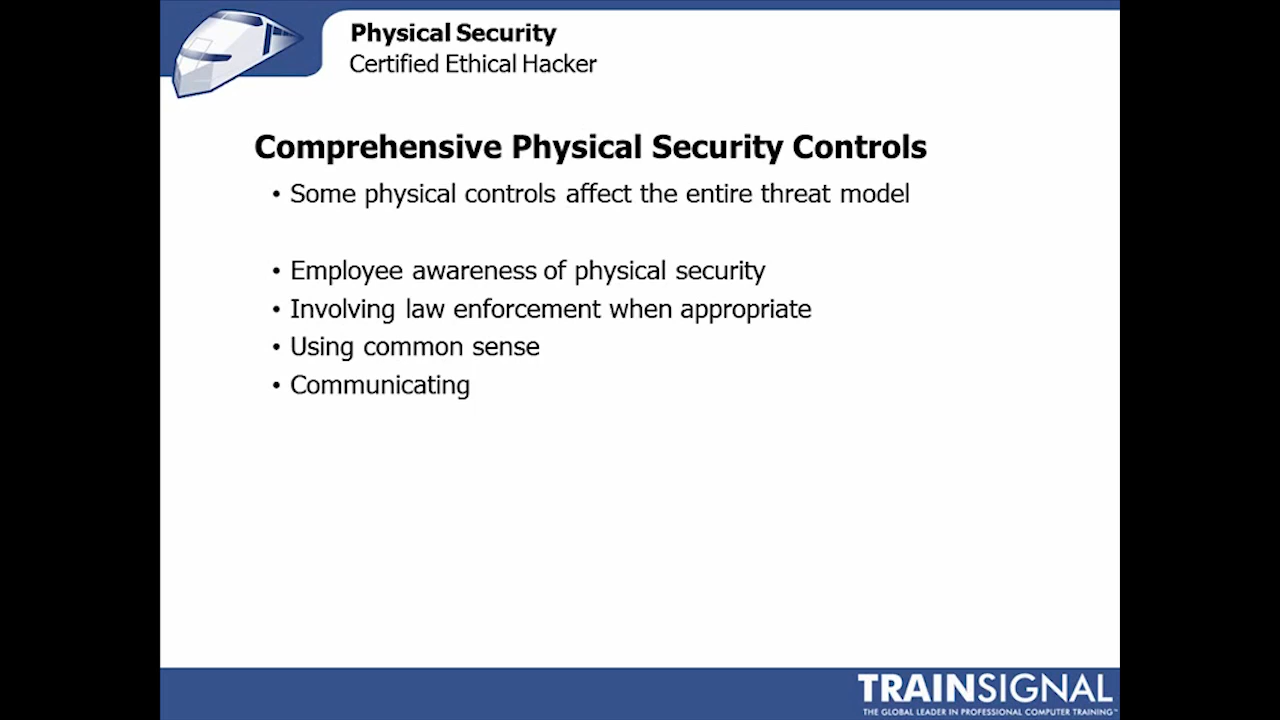 Physical Security
Certified Ethical Hacker
Comprehensive Physical Security Controls
• Some physical controls affect the entire threat model
• Employee awareness of physical security
• Involving law enforcement when appropriate
• Using common sense
• Communicating
TRAINSIGNAL
THE GLOBAL LEADER IN PROFESSIONAL COMPUTER TRAINING™